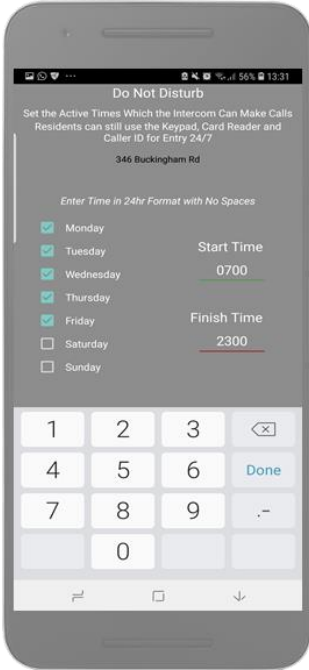 56% 13:31
Do Not Disturb
Set the Active Times Which the Intercom Can Make Calls
Residents can still use the Keypad, Card Reader and
Caller ID for Entry 24/7
346 Buckingham Rd
Enter Time in 24hr Format with No Spaces
Monday
Tuesday
Start Time
Wednesday
0700
Thursday
Friday
Finish Time
Saturday
2300
Sunday
1 2 3
4 5 6 Done
7 8 9 .-
0